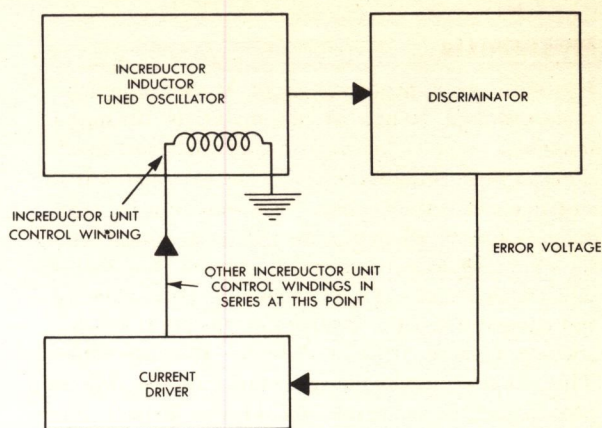 INCREDUCTOR
INDUCTOR
TUNED OSCILLATOR
DISCRIMINATOR
INCREDUCTOR UNIT
CONTROL WINDING
ERROR VOLTAGE
OTHER INCREDUCTOR UNIT
CONTROL WINDINGS IN
SERIES AT THIS POINT
CURRENT
DRIVER